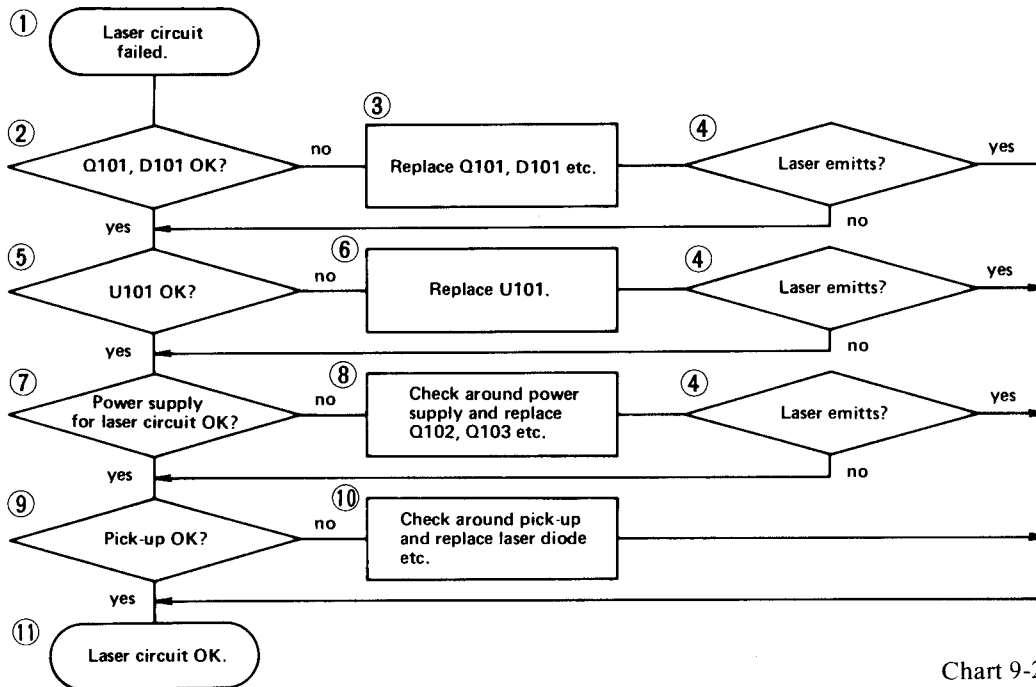 ① Laser circuit
failed.
② Q101, D101 OK?
no
③ Replace Q101, D101 etc.
④ Laser emitts?
yes
no
yes
⑤ U101 OK?
no
⑥ Replace U101.
④ Laser emitts?
yes
no
yes
⑦ Power supply
for laser circuit OK?
no
⑧ Check around power
supply and replace
Q102, Q103 etc.
④ Laser emitts?
yes
no
yes
⑨ Pick-up OK?
no
⑩ Check around pick-up
and replace laser diode
etc.
yes
⑪ Laser circuit OK.
Chart 9-2